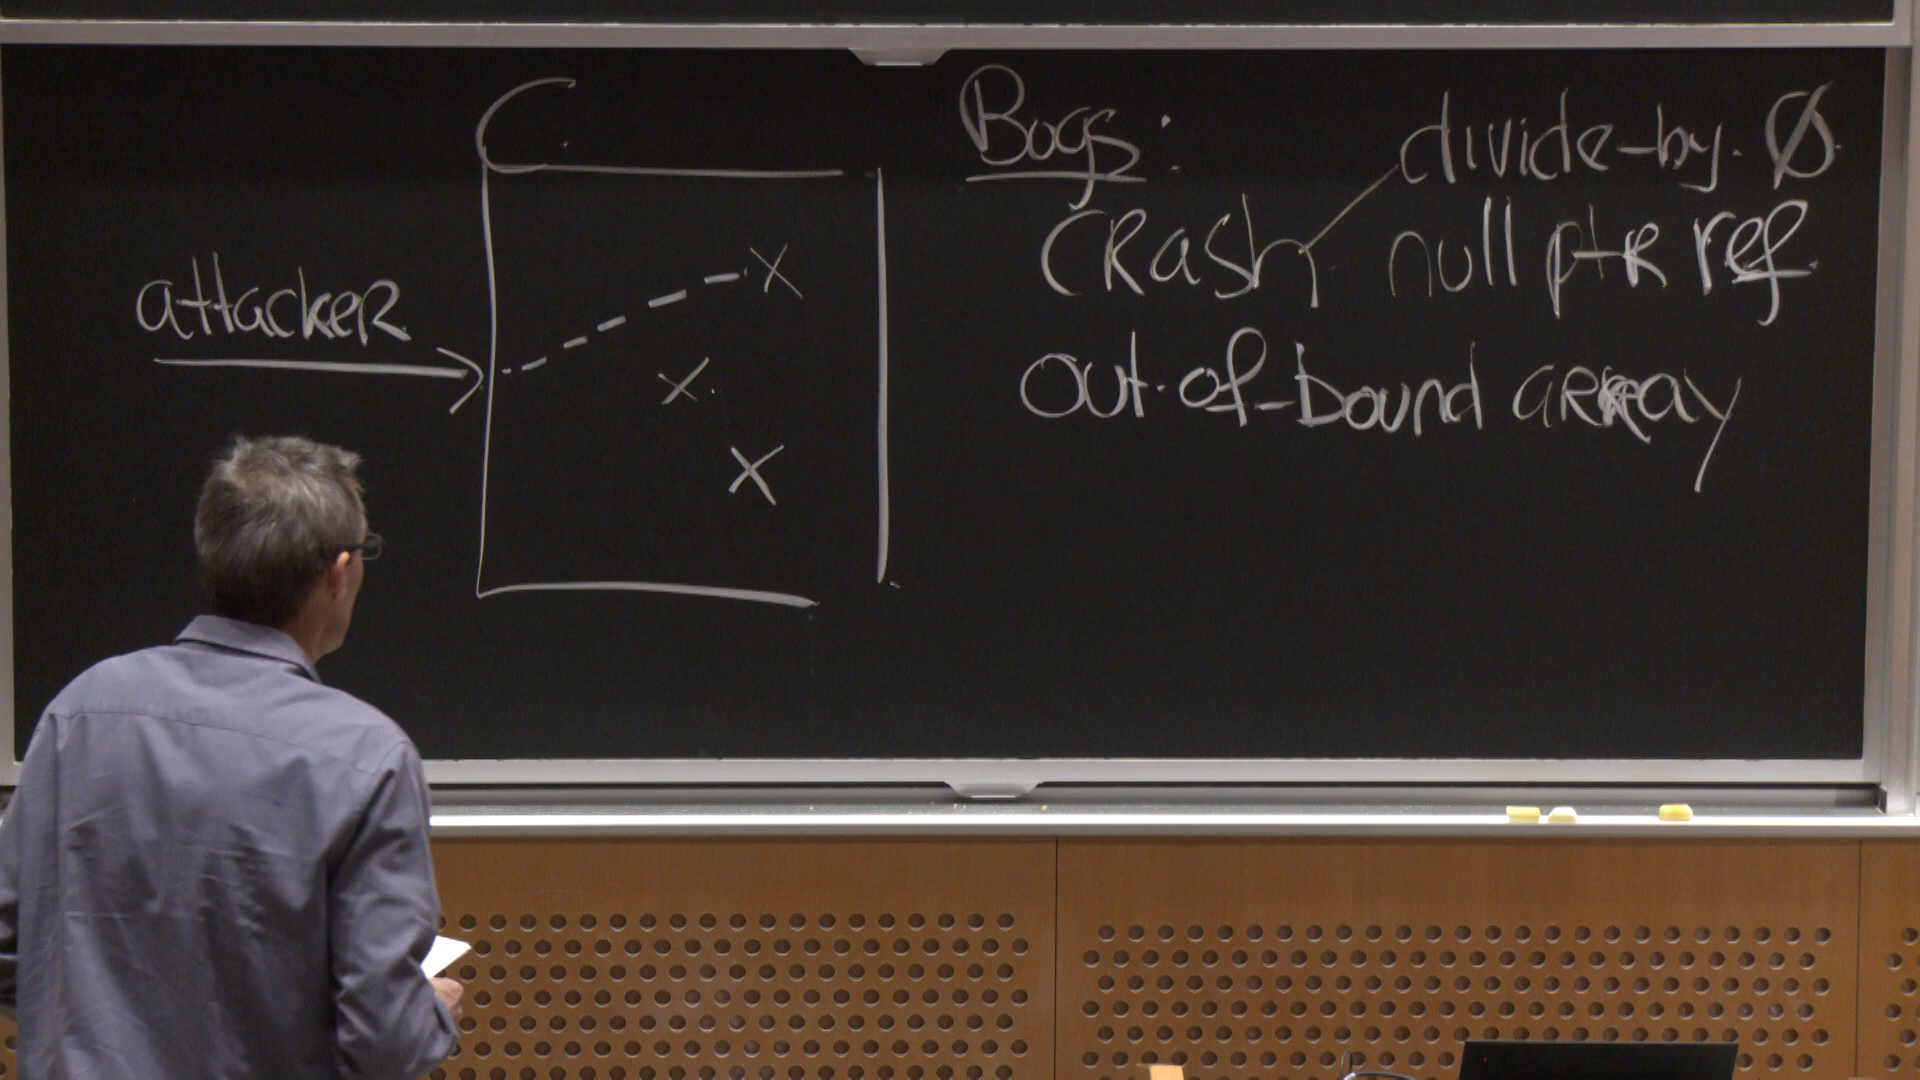 C
attacker
x
x
x
Bugs:
divide-by Ø
crash, null ptr ref
out-of-bound array